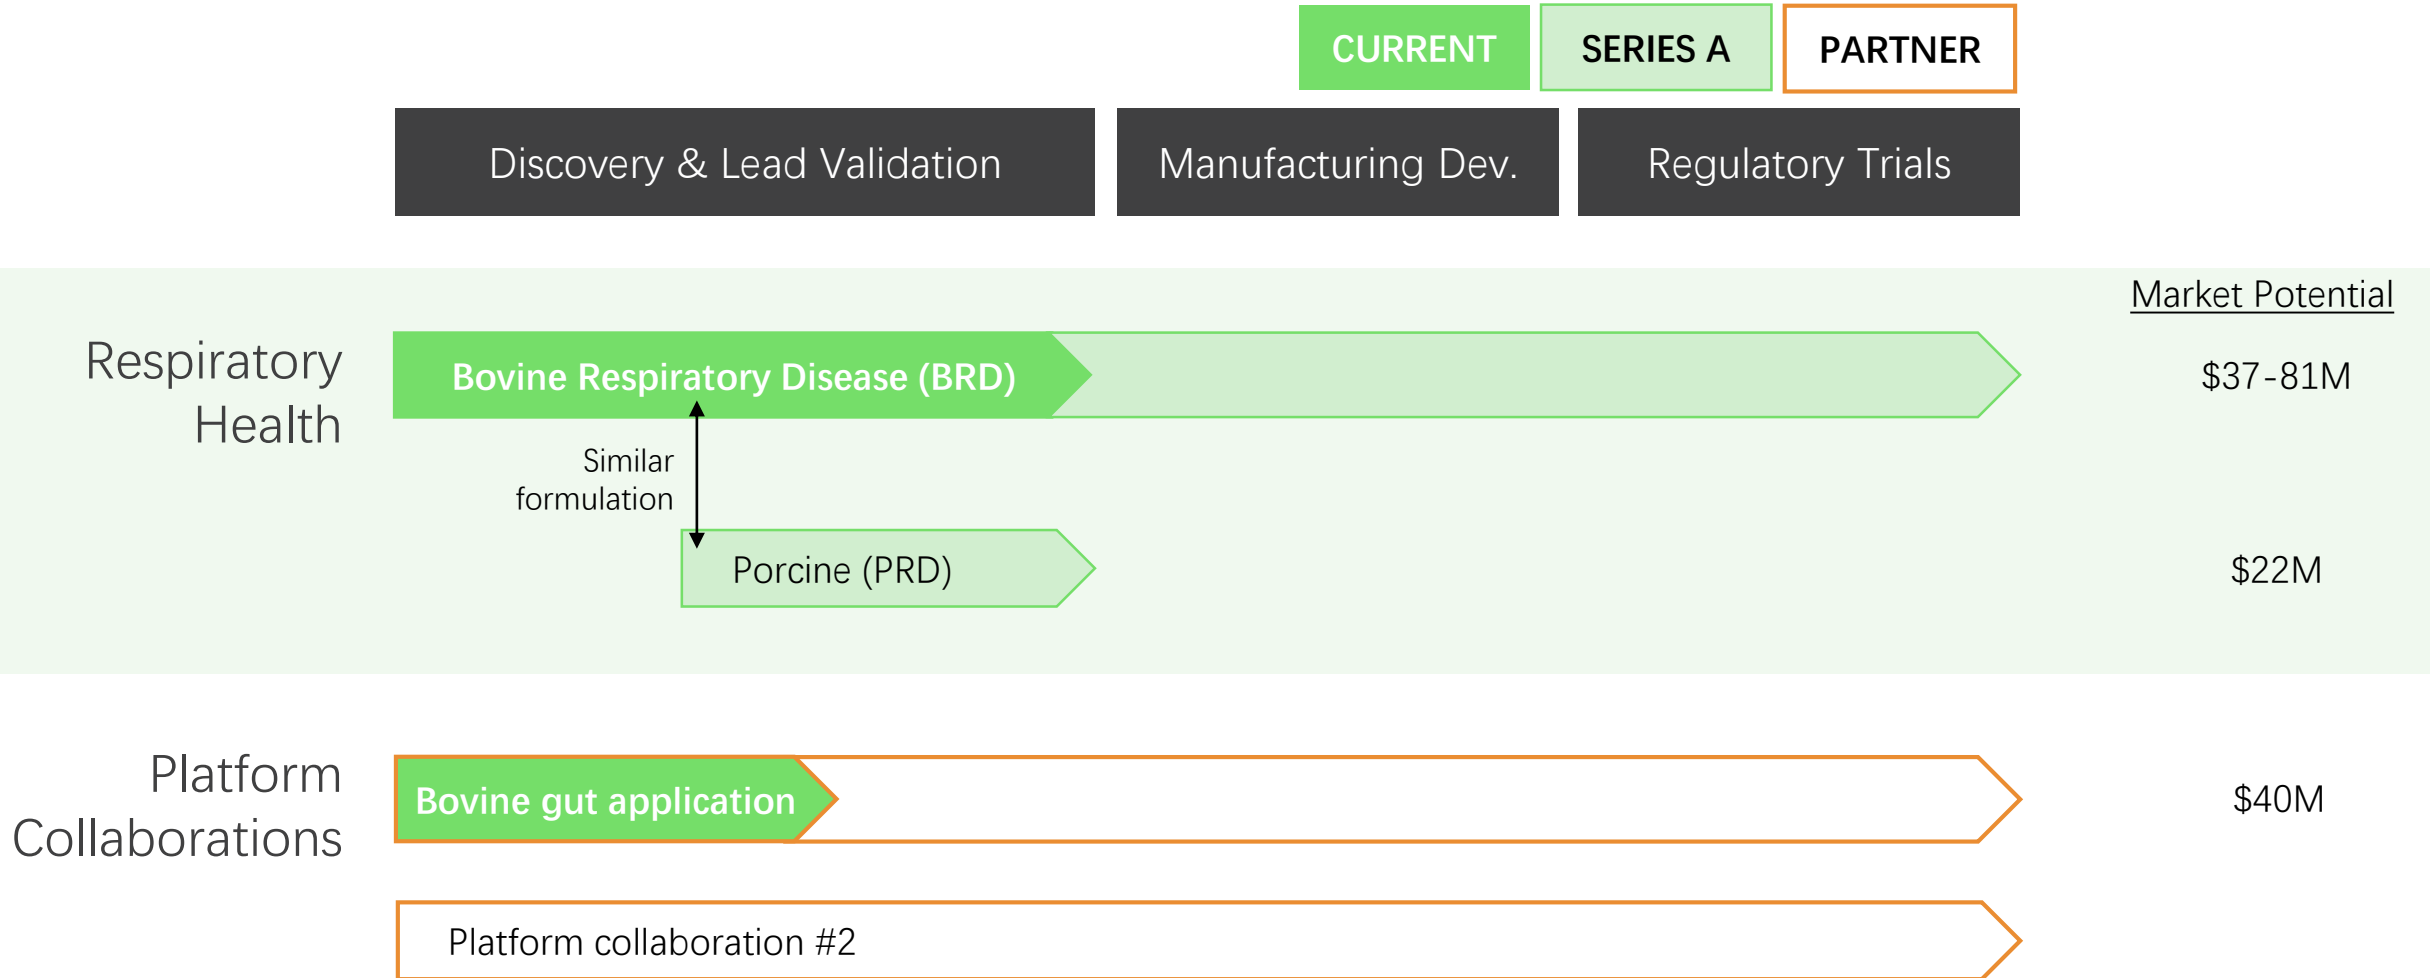 CURRENT
SERIES A
PARTNER
Discovery & Lead Validation
Manufacturing Dev.
Regulatory Trials
Market Potential
Respiratory
Health
Bovine Respiratory Disease (BRD)
$37-81M
Similar
formulation
Porcine (PRD)
$22M
Platform
Collaborations
Bovine gut application
$40M
Platform collaboration #2